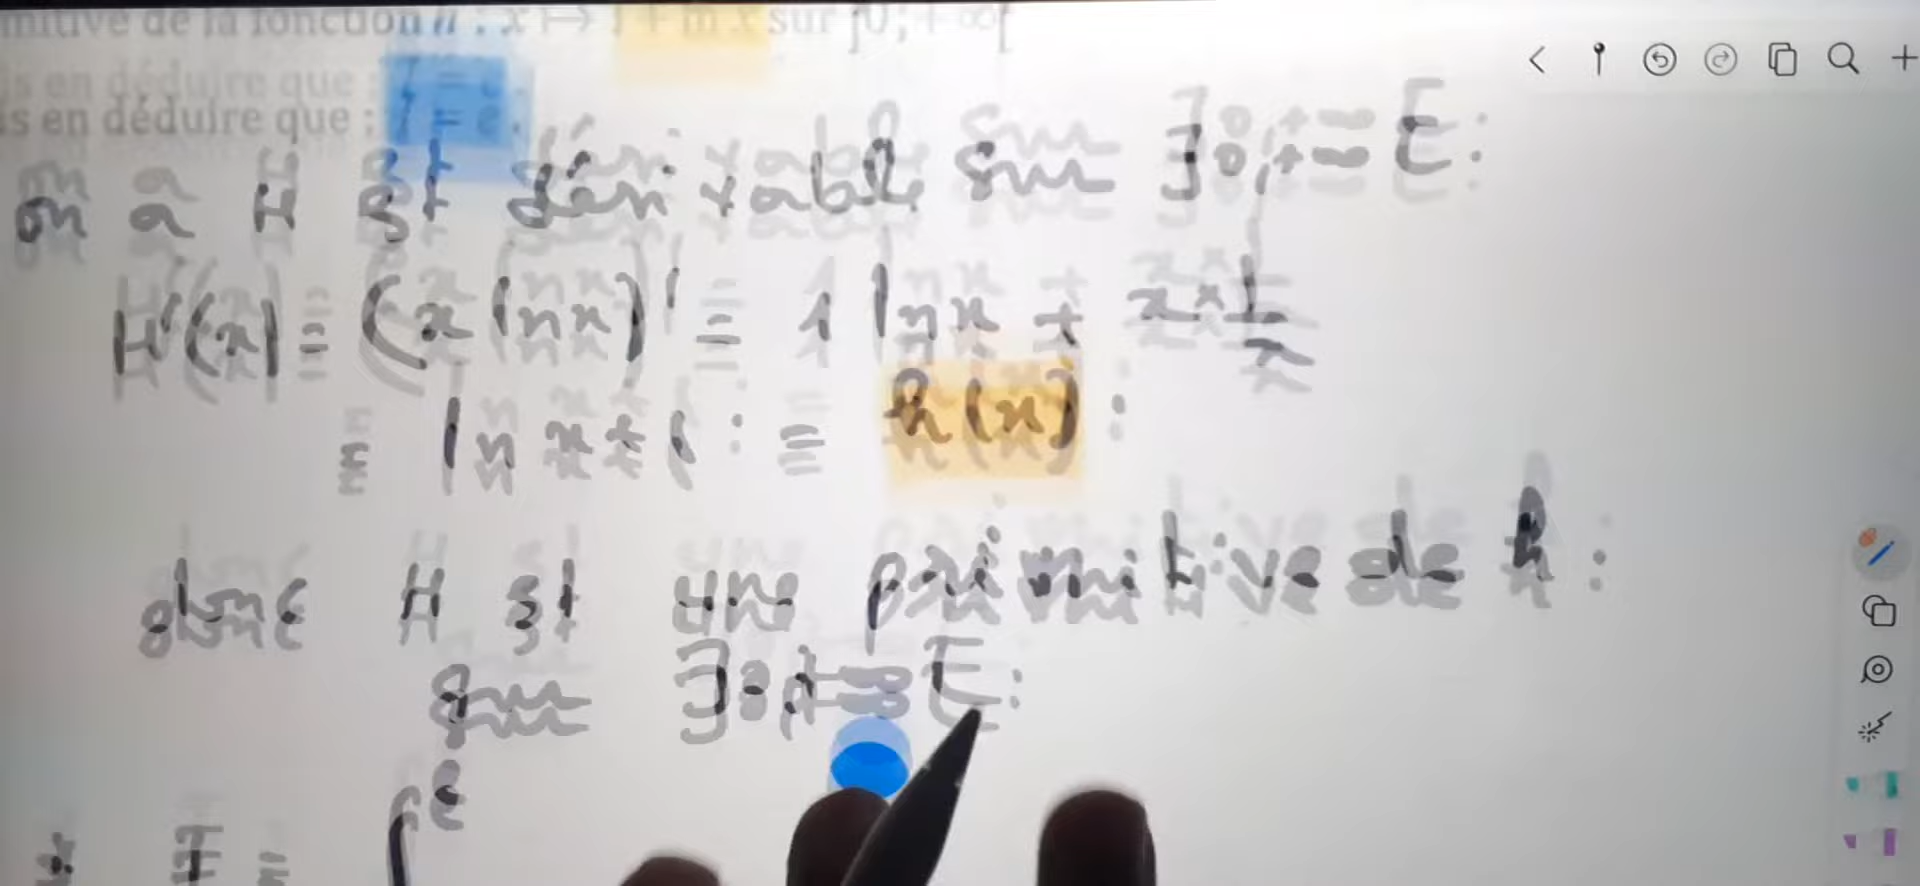 mitive de la fonction h : x ↦ 1 + ln x sur ]0 ; +∞[
is en déduire que : I = e.
on a H est dérivable sur ]0,+∞[:
H'(x) = (x ln x)' = 1 ln x + x × 1/x
= ln x + 1 : = h(x) :
donc H est une primitive de h :
sur ]0,+∞[:
∫ e